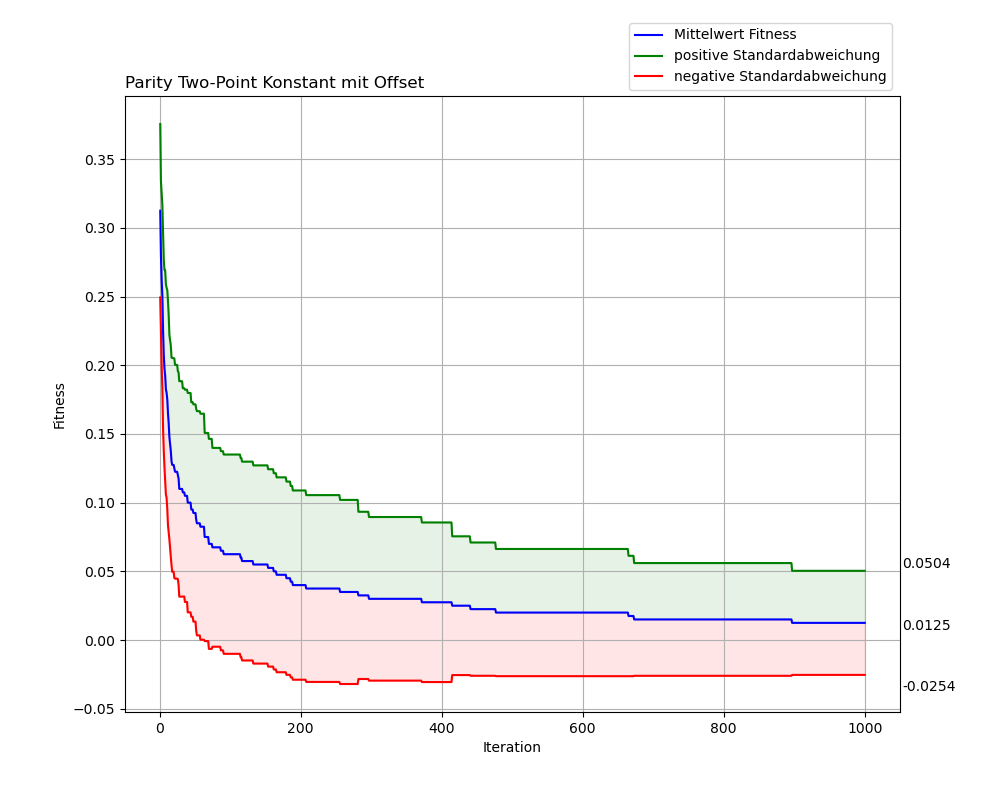 Mittelwert Fitness
positive Standardabweichung
negative Standardabweichung
Parity Two-Point Konstant mit Offset
Fitness
0.35
0.30
0.25
0.20
0.15
0.10
0.05
0.00
−0.05
0.0504
0.0125
-0.0254
0 200 400 600 800 1000
Iteration